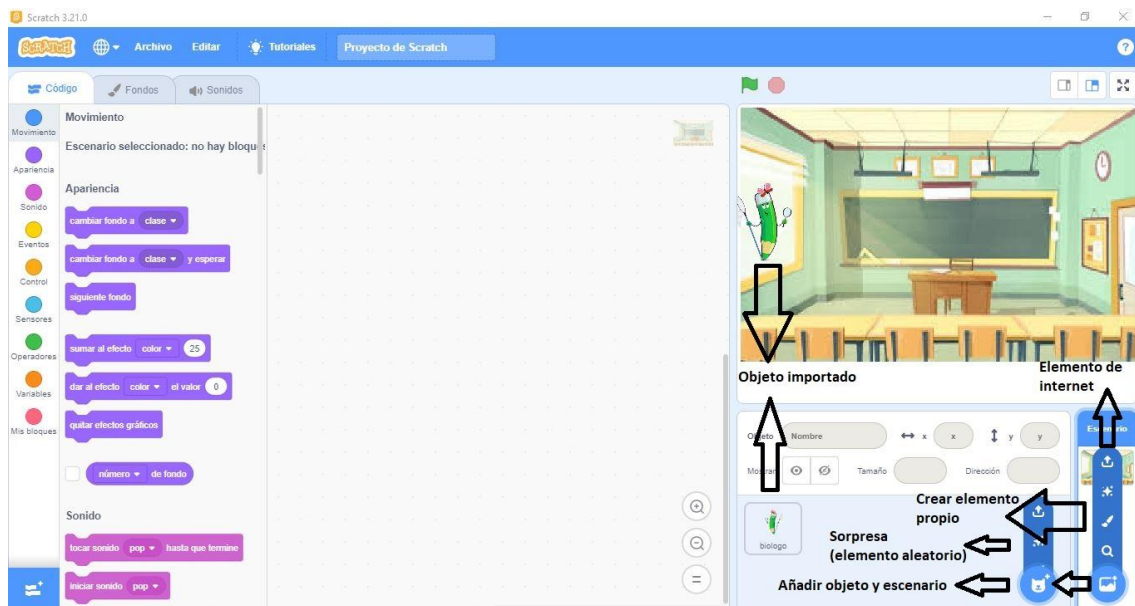 Scratch 3.21.0
SCRATCH
Archivo Editar Tutoriales Proyecto de Scratch
Código Fondos Sonidos
Movimiento
Apariencia
Sonido
Eventos
Control
Sensores
Operadores
Variables
Mis bloques
Movimiento
Escenario seleccionado: no hay
Apariencia
cambiar fondo a clase
cambiar fondo a clase y esperar
siguiente fondo
sumar al efecto color 25
dar al efecto color el valor 0
quitar efectos gráficos
número de fondo
Sonido
tocar sonido pop hasta que termine
iniciar sonido pop
Objeto importado
Elemento de
internet
Nombre x x y y
Tamaño Dirección
biologo
Crear elemento
propio
Sorpresa
(elemento aleatorio)
Añadir objeto y escenario